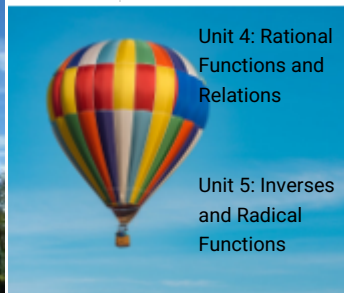 Unit 4: Rational
Functions and
Relations
Unit 5: Inverses
and Radical
Functions